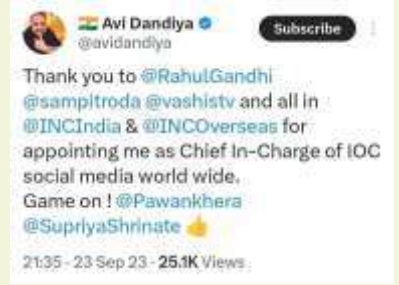 Avi Dandiya
@avidandiya
Subscribe
Thank you to @RahulGandhi
@sampitroda @vashistv and all in
@INCIndia & @INCOverseas for
appointing me as Chief In-Charge of IOC
social media world wide.
Game on ! @Pawankhera
@SupriyaShrinate 👍
21:35 - 23 Sep 23 - 25.1K Views